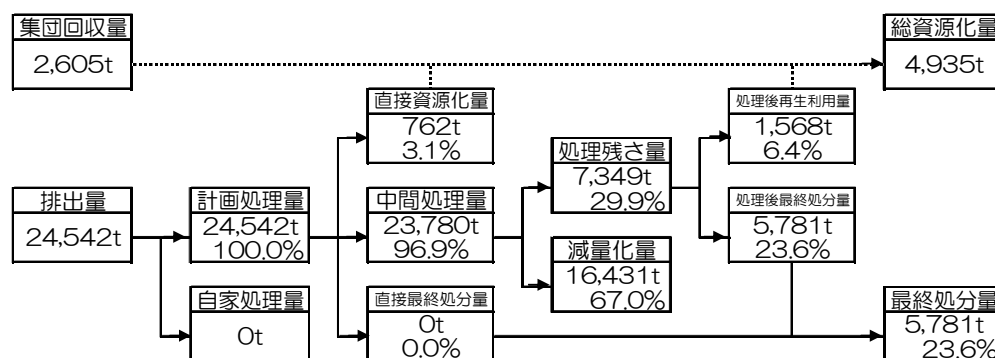 集団回収量
2,605t
総資源化量
4,935t
直接資源化量
762t
3.1%
処理後再生利用量
1,568t
6.4%
処理残さ量
7,349t
29.9%
排出量
24,542t
計画処理量
24,542t
100.0%
中間処理量
23,780t
96.9%
処理後最終処分量
5,781t
23.6%
減量化量
16,431t
67.0%
自家処理量
0t
直接最終処分量
0t
0.0%
最終処分量
5,781t
23.6%